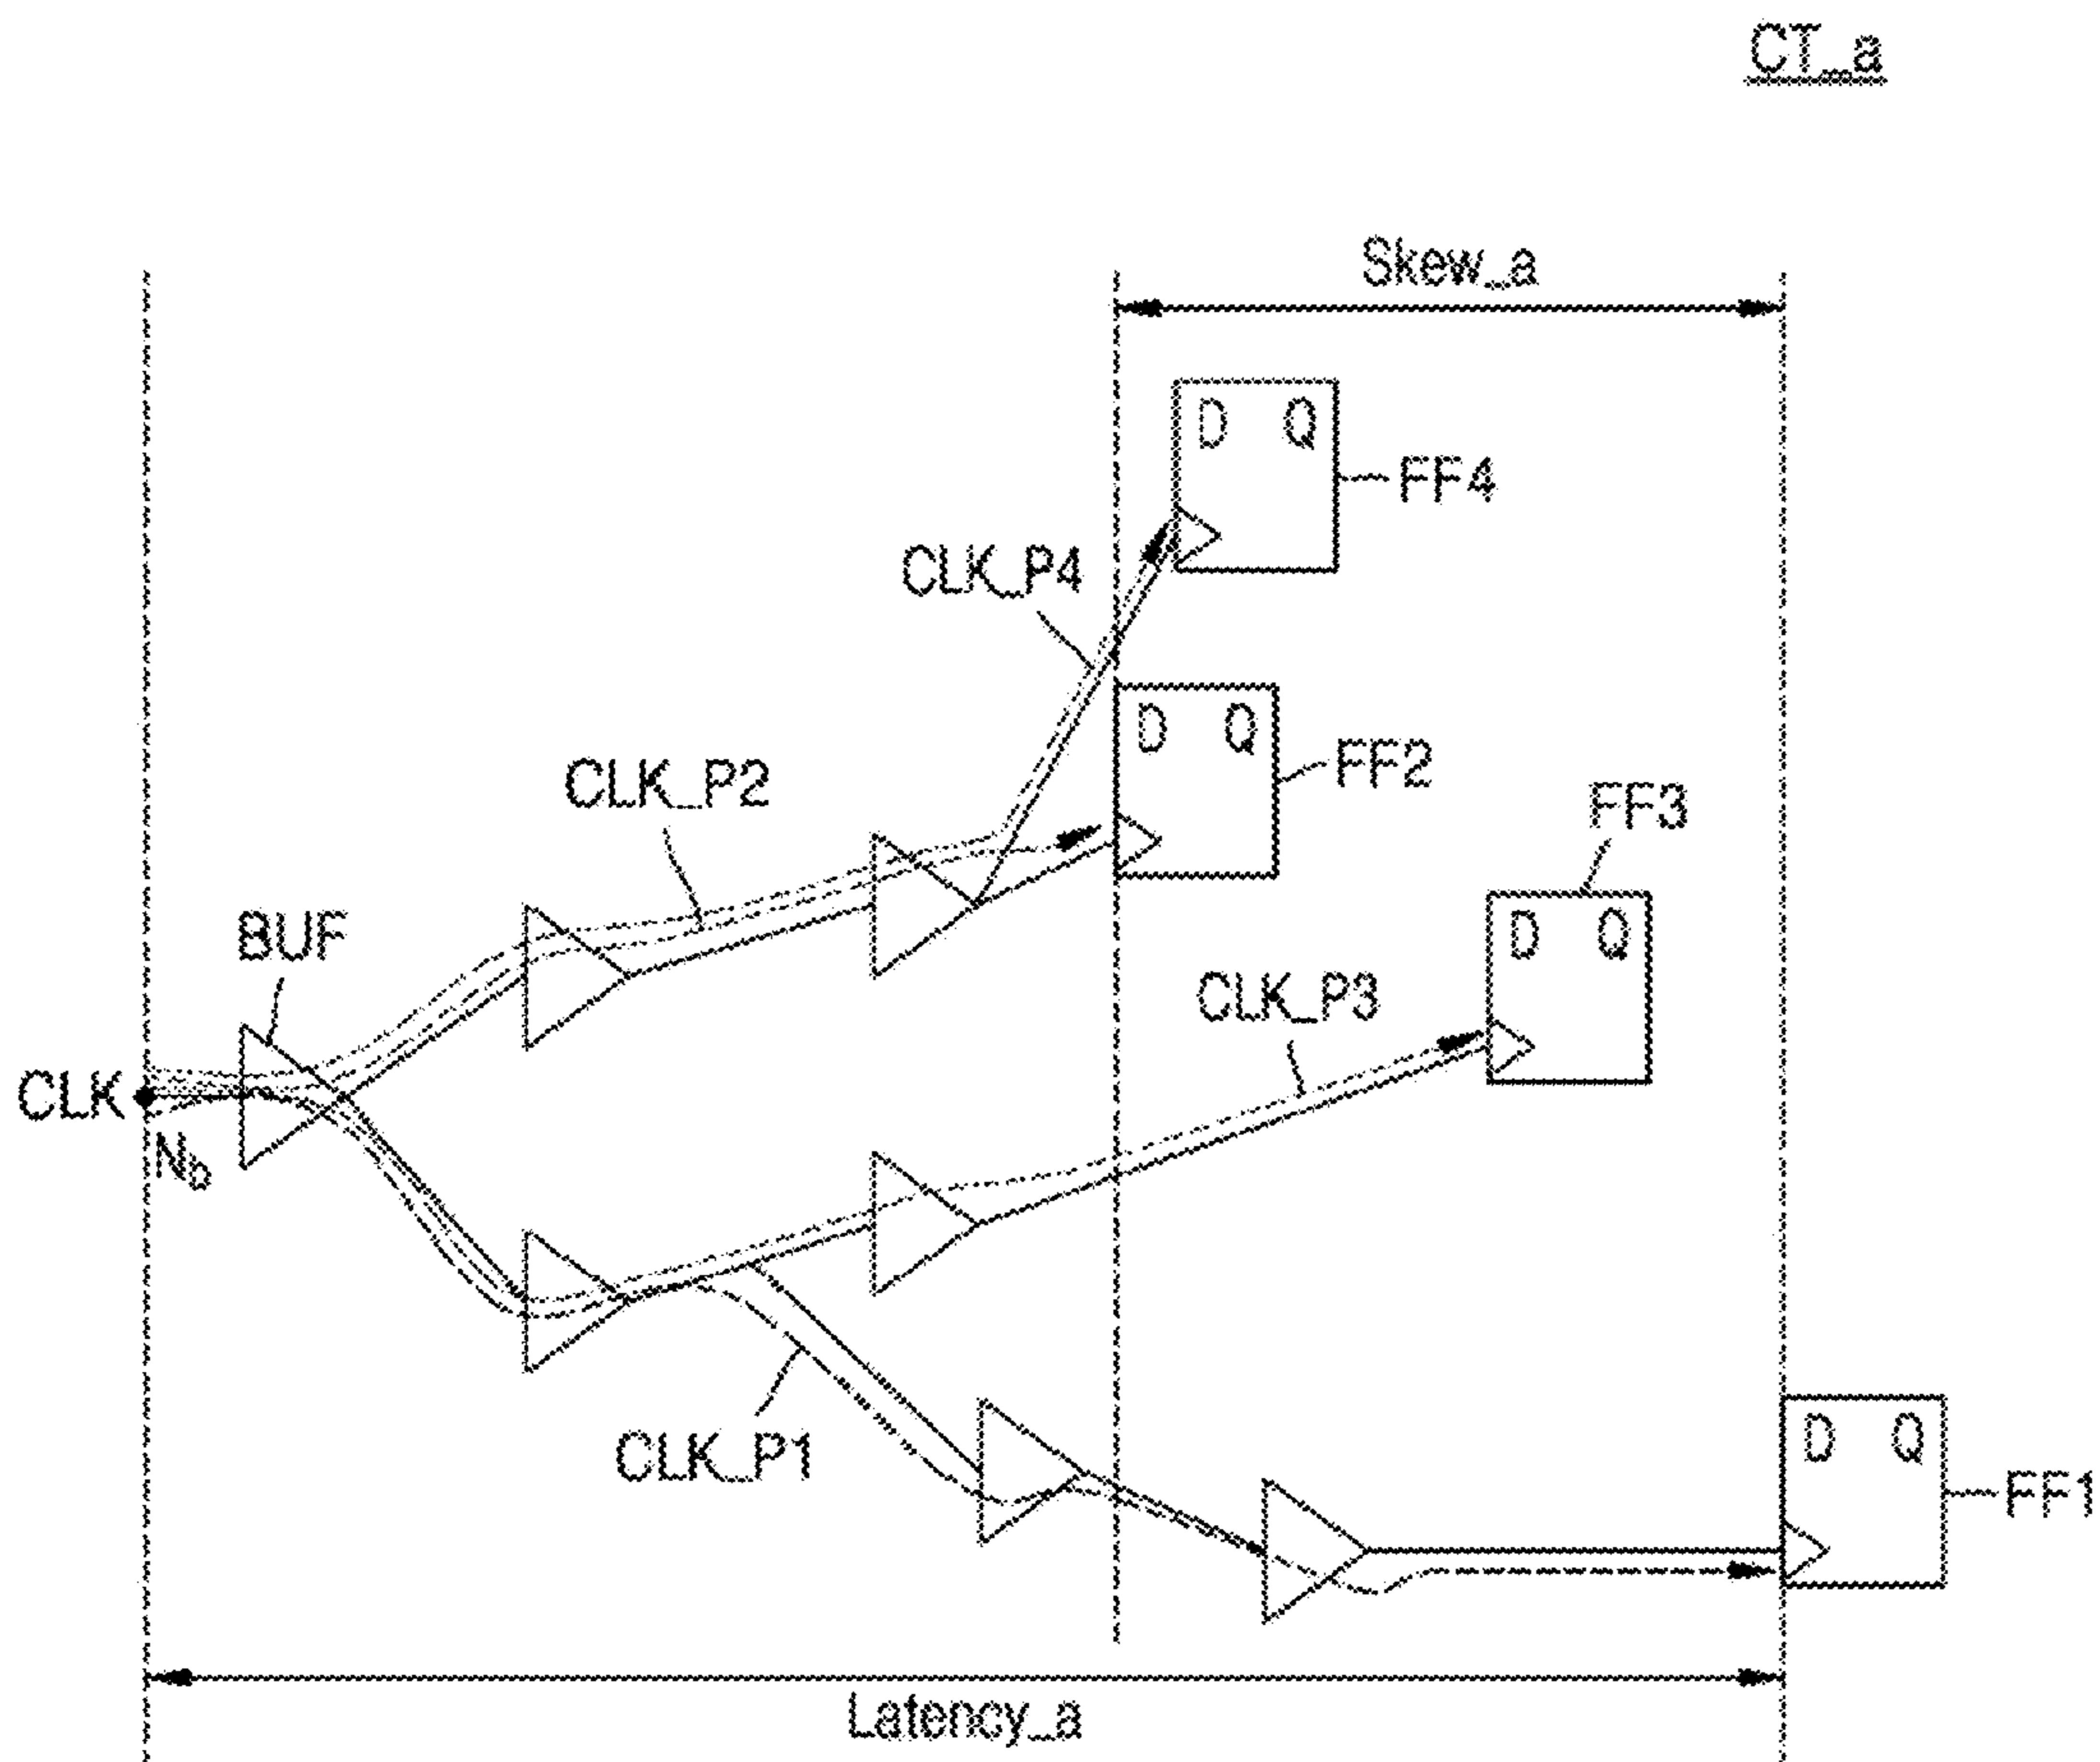 CT_a
Skew_a
D Q
FF4
CLK_P4
D Q
FF2
CLK_P2
FF3
D Q
BUF
CLK_P3
CLK
Nb
CLK_P1
D Q
FF1
Latency_a